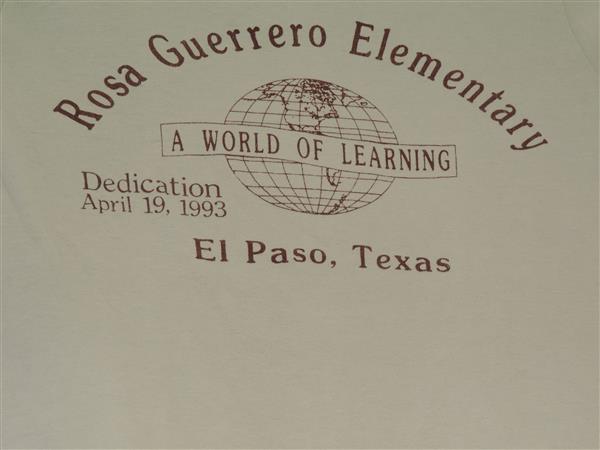 Rosa Guerrero Elementary
A WORLD OF LEARNING
Dedication
April 19, 1993
El Paso, Texas